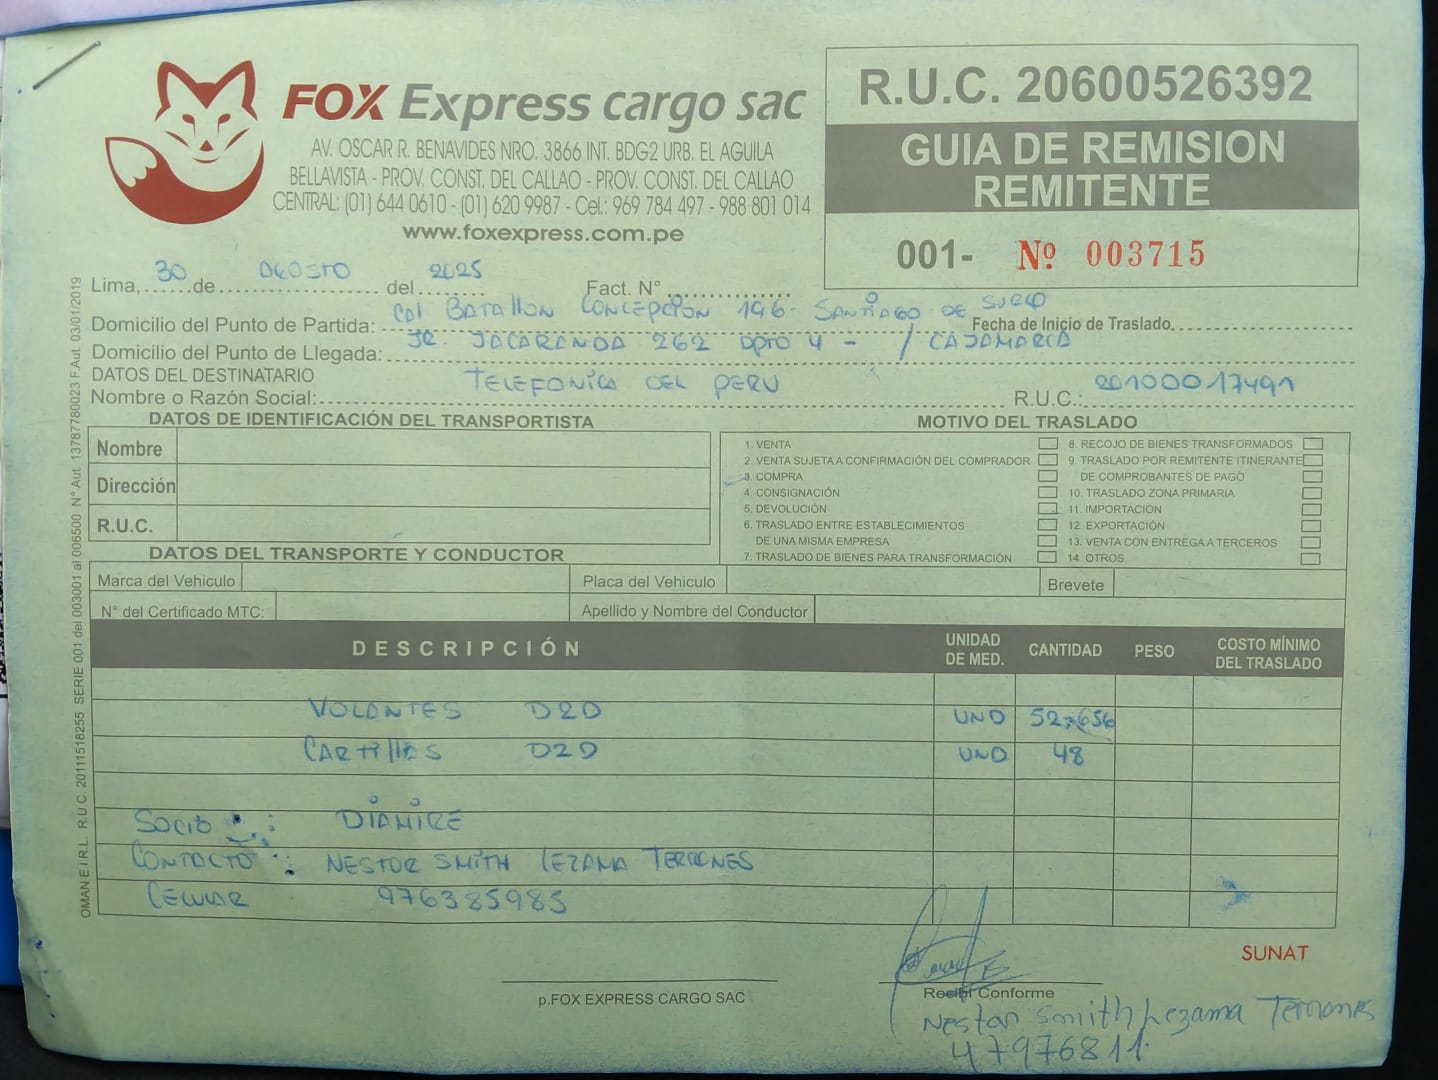 FOX Express cargo sac
AV. OSCAR R. BENAVIDES NRO. 3866 INT. BDG2 URB. EL AGUILA
BELLAVISTA - PROV. CONST. DEL CALLAO - PROV. CONST. DEL CALLAO
CENTRAL: (01) 644 0610 - (01) 620 9987 - Cel.: 969 784 497 - 988 801 014
www.foxexpress.com.pe
R.U.C. 20600526392
GUIA DE REMISION
REMITENTE
001- Nº 003715
Lima, 30 de AGOSTO del 2025 Fact. N°
Domicilio del Punto de Partida: Cal BATAllON CONCEPCION 196- SANTIAGO DE SURCO Fecha de Inicio de Traslado
Domicilio del Punto de Llegada: JR. JACARANDA 262 DPTO 4 - / CAJAMARCA
DATOS DEL DESTINATARIO
Nombre o Razón Social: TELEFONICA DEL PERU R.U.C.: 20100017491
DATOS DE IDENTIFICACIÓN DEL TRANSPORTISTA
Nombre
Dirección
R.U.C.
MOTIVO DEL TRASLADO
1. VENTA
2. VENTA SUJETA A CONFIRMACIÓN DEL COMPRADOR
3. COMPRA
4. CONSIGNACIÓN
5. DEVOLUCIÓN
6. TRASLADO ENTRE ESTABLECIMIENTOS
DE UNA MISMA EMPRESA
7. TRASLADO DE BIENES PARA TRANSFORMACIÓN
8. RECOJO DE BIENES TRANSFORMADOS
9. TRASLADO POR REMITENTE ITINERANTE
DE COMPROBANTES DE PAGO
10. TRASLADO ZONA PRIMARIA
11. IMPORTACION
12. EXPORTACIÓN
13. VENTA CON ENTREGA A TERCEROS
14. OTROS
DATOS DEL TRANSPORTE Y CONDUCTOR
Marca del Vehiculo Placa del Vehículo Brevete
N° del Certificado MTC: Apellido y Nombre del Conductor
DESCRIPCIÓN UNIDAD DE MED. CANTIDAD PESO COSTO MÍNIMO DEL TRASLADO
VOLANTES D2D UND
CARTIllAS D2D UND 48
SOCIO : DIAMIRE
CONTACTO : NESTOR SMITH LEZAMA TERRONES
CELULAR 976385985
p.FOX EXPRESS CARGO SAC
Recibí Conforme
SUNAT
Nestor Smith Lezama Terrones
47976811
OMAN E.I.R.L. R.U.C. 20111518255 SERIE 001 del 003001 al 006500 N° Aut. 13787780023 F.Aut. 03/01/2019